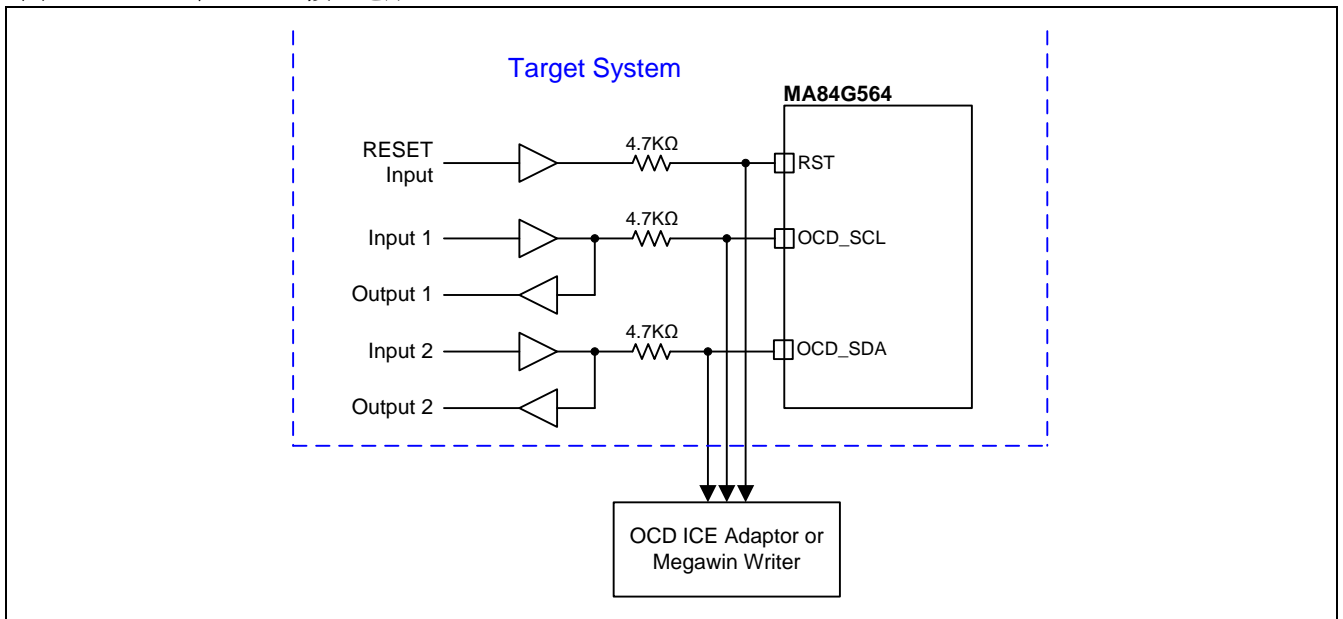 Target System
MA84G564
RESET
Input
4.7KΩ
RST
Input 1
4.7KΩ
OCD_SCL
Output 1
Input 2
4.7KΩ
OCD_SDA
Output 2
OCD ICE Adaptor or
Megawin Writer